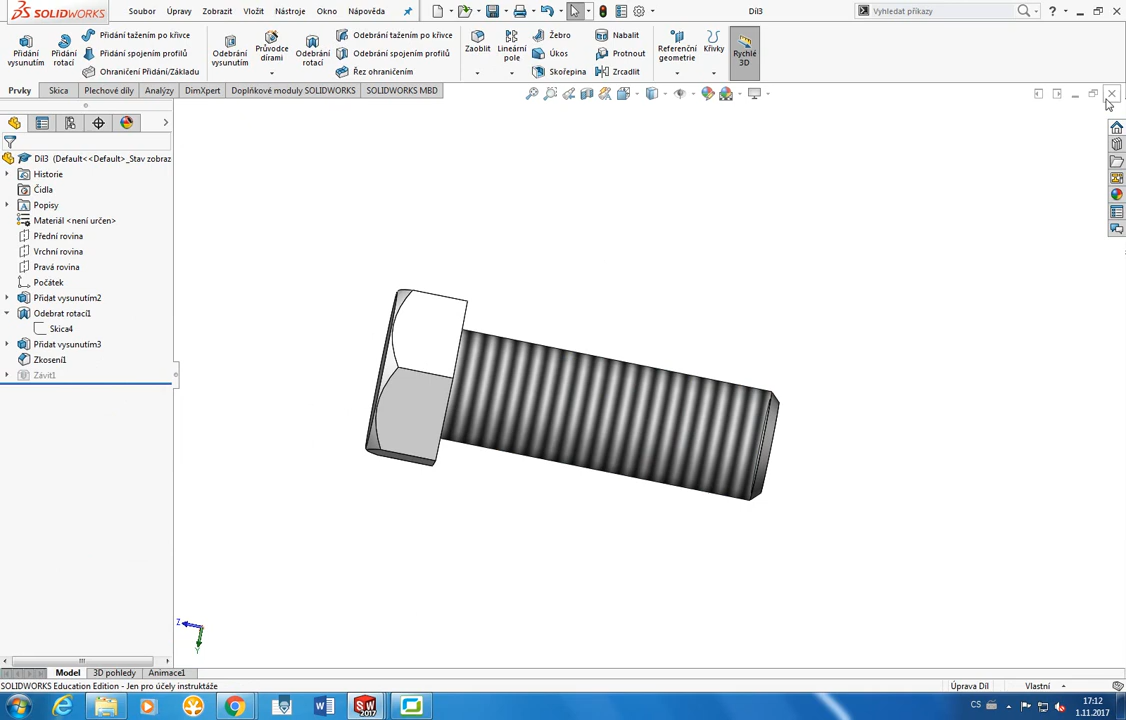 SOLIDWORKS Soubor Úpravy Zobrazit Vložit Nástroje Okno Nápověda Díl3 Vyhledat příkazy
Přidání vysunutím
Přidání rotací
Přidání tažením po křivce
Přidání spojením profilů
Ohraničení Přidání/Základu
Odebrání vysunutím
Průvodce dírami
Odebrání rotací
Odebrání tažením po křivce
Odebrání spojením profilů
Řez ohraničením
Zaoblit
Lineární pole
Žebro
Úkos
Skořepina
Nabalit
Protnout
Zrcadlit
Referenční geometrie
Křivky
Rychlé 3D
Prvky Skica Plechové díly Analýzy DimXpert Doplňkové moduly SOLIDWORKS SOLIDWORKS MBD
Díl3 (Default<<Default>_Stav zobraz
Historie
Čidla
Popisy
Materiál <není určen>
Přední rovina
Vrchní rovina
Pravá rovina
Počátek
Přidat vysunutím2
Odebrat rotací1
Skica4
Přidat vysunutím3
Zkosení1
Závit1
Z
Y
Model 3D pohledy Animace1
SOLIDWORKS Education Edition - Jen pro účely instruktáže Úprava Díl Vlastní
SW 2017
CS
17:12
1.11.2017